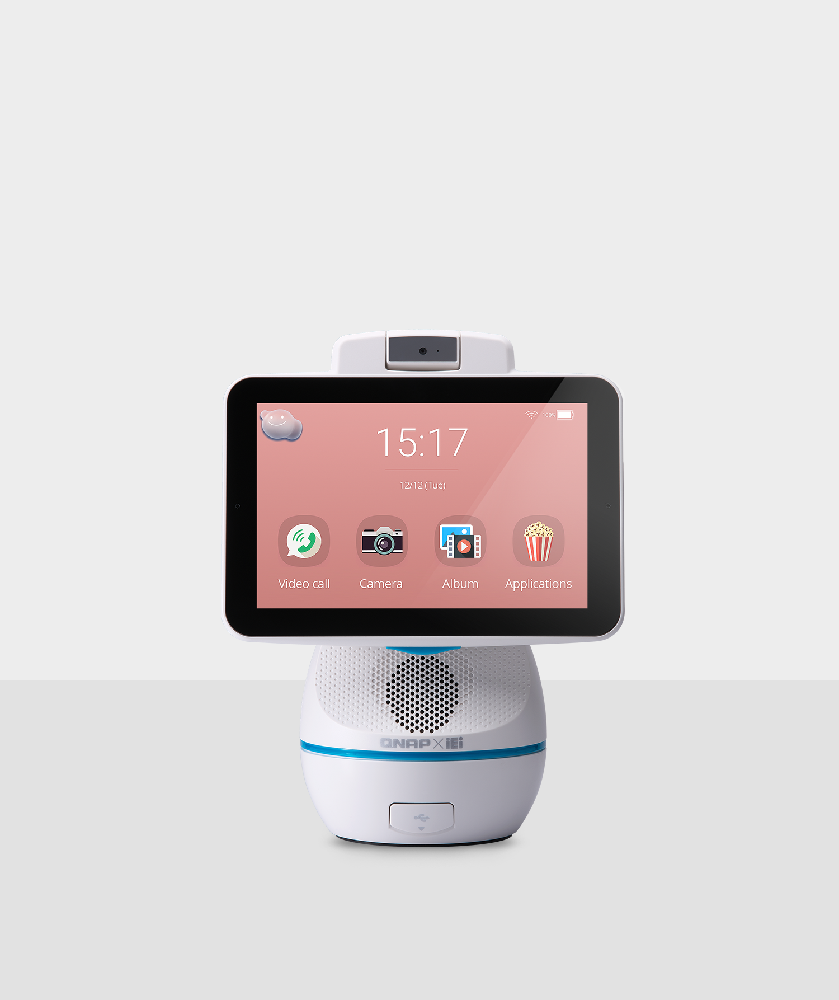 100%
15:17
12/12 (Tue)
Video call Camera Album Applications
QNAP X iEi